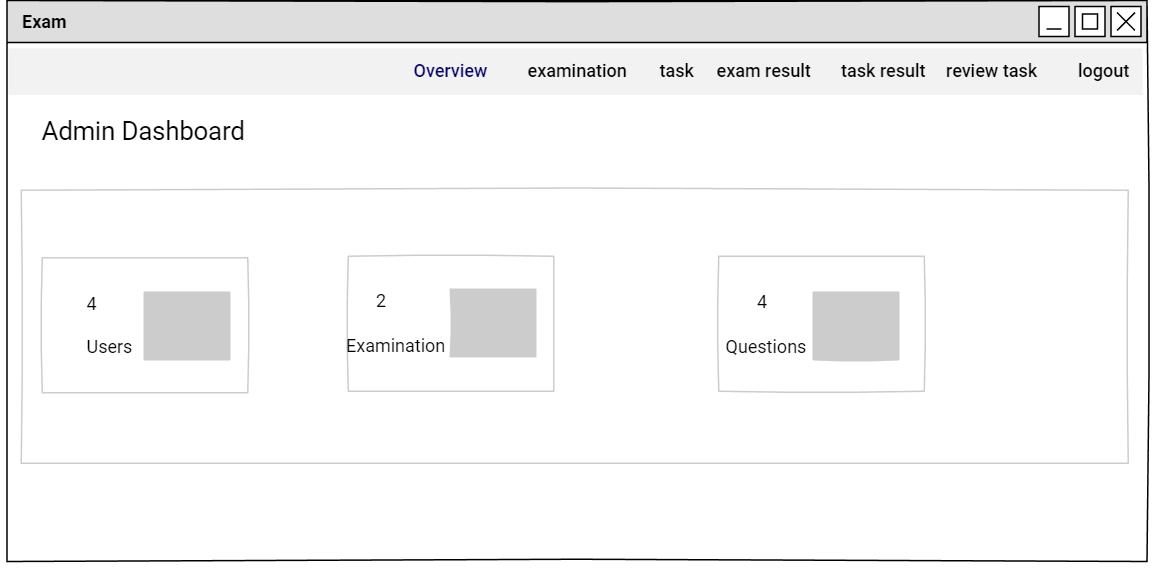 Exam
Overview examination task exam result task result review task logout
Admin Dashboard
4
Users
2
Examination
4
Questions